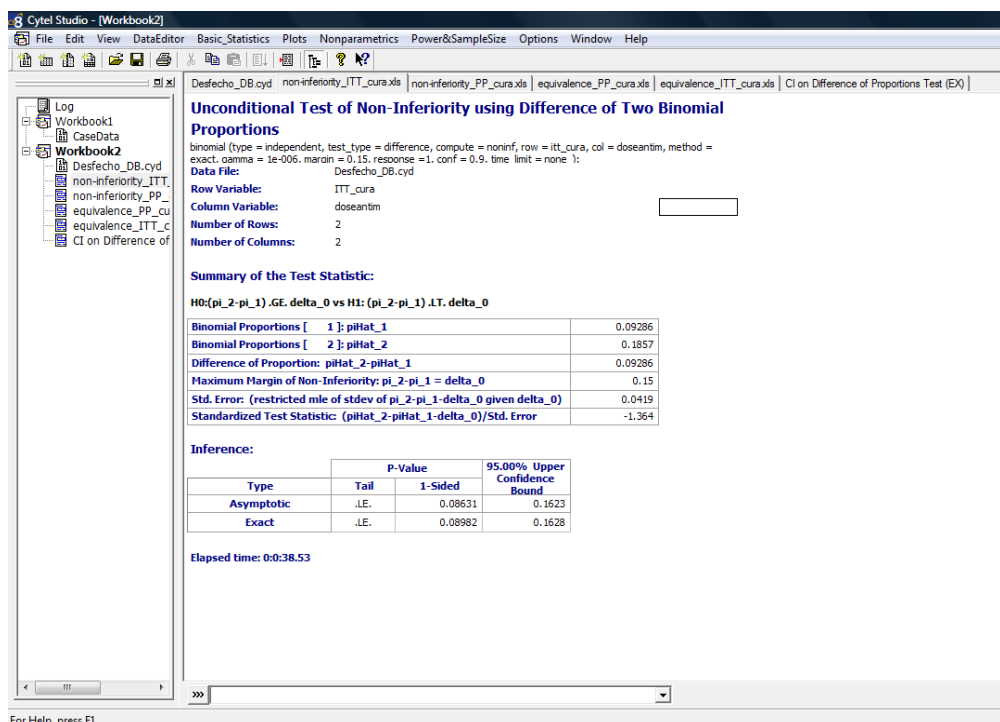 Cytel Studio - [Workbook2]
File Edit View DataEditor Basic_Statistics Plots Nonparametrics Power&SampleSize Options Window Help
Desfecho_DB.cyd non-inferiority_ITT_cura.xls non-inferiority_PP_cura.xls equivalence_PP_cura.xls equivalence_ITT_cura.xls CI on Difference of Proportions Test (EX)
Log
Workbook1
CaseData
Workbook2
Desfecho_DB.cyd
non-inferiority_ITT_
non-inferiority_PP_
equivalence_PP_cu
equivalence_ITT_c
CI on Difference of
Unconditional Test of Non-Inferiority using Difference of Two Binomial
Proportions
binomial (type = independent, test_type = difference, compute = noninf, row = itt_cura, col = doseantim, method =
exact, gamma = 1e-006, margin = 0.15, response =1, conf = 0.9, time_limit = none ):
Data File: Desfecho_DB.cyd
Row Variable: ITT_cura
Column Variable: doseantim
Number of Rows: 2
Number of Columns: 2
Summary of the Test Statistic:
H0:(pi_2-pi_1) .GE. delta_0 vs H1: (pi_2-pi_1) .LT. delta_0
Binomial Proportions [ 1 ]: piHat_1 0.09286
Binomial Proportions [ 2 ]: piHat_2 0.1857
Difference of Proportion: piHat_2-piHat_1 0.09286
Maximum Margin of Non-Inferiority: pi_2-pi_1 = delta_0 0.15
Std. Error: (restricted mle of stdev of pi_2-pi_1-delta_0 given delta_0) 0.0419
Standardized Test Statistic: (piHat_2-piHat_1-delta_0)/Std. Error -1.364
Inference:
P-Value 95.00% Upper
Confidence
Bound
Type Tail 1-Sided
Asymptotic .LE. 0.08631 0.1623
Exact .LE. 0.08982 0.1628
Elapsed time: 0:0:38.53
For Help, press F1